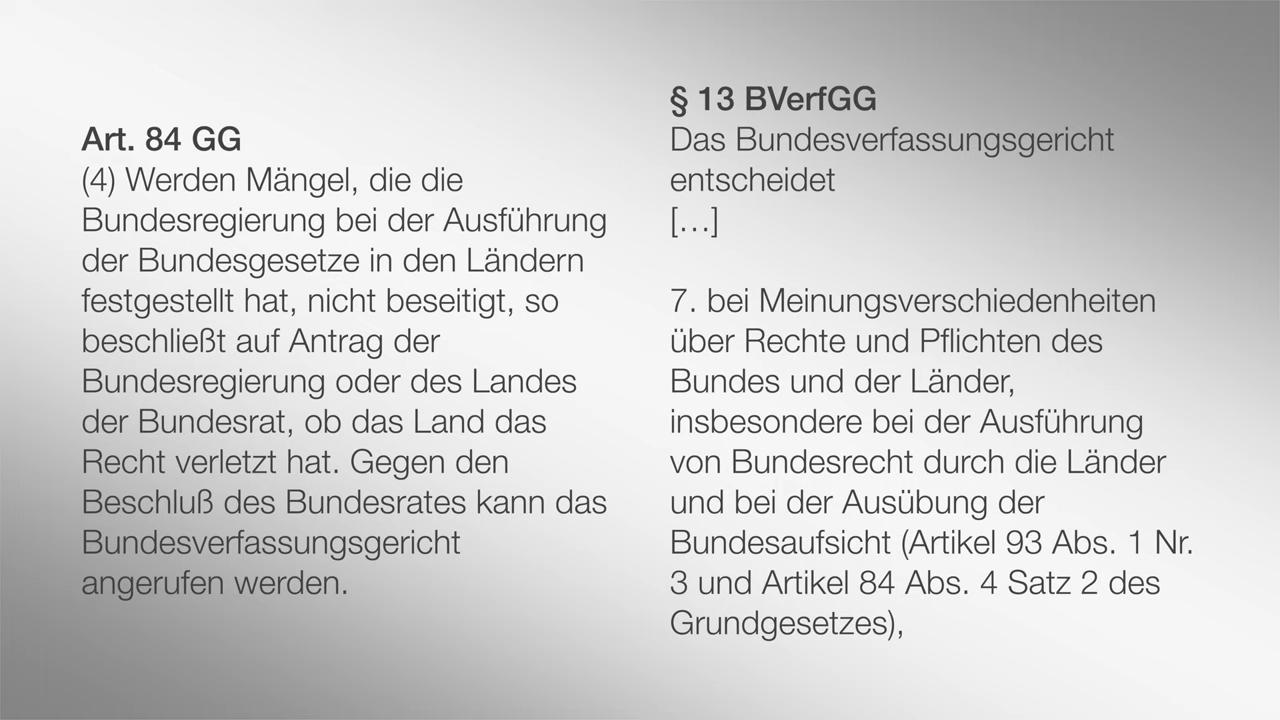 Art. 84 GG
(4) Werden Mängel, die die
Bundesregierung bei der Ausführung
der Bundesgesetze in den Ländern
festgestellt hat, nicht beseitigt, so
beschließt auf Antrag der
Bundesregierung oder des Landes
der Bundesrat, ob das Land das
Recht verletzt hat. Gegen den
Beschluß des Bundesrates kann das
Bundesverfassungsgericht
angerufen werden.
§ 13 BVerfGG
Das Bundesverfassungsgericht
entscheidet
[…]
7. bei Meinungsverschiedenheiten
über Rechte und Pflichten des
Bundes und der Länder,
insbesondere bei der Ausführung
von Bundesrecht durch die Länder
und bei der Ausübung der
Bundesaufsicht (Artikel 93 Abs. 1 Nr.
3 und Artikel 84 Abs. 4 Satz 2 des
Grundgesetzes),